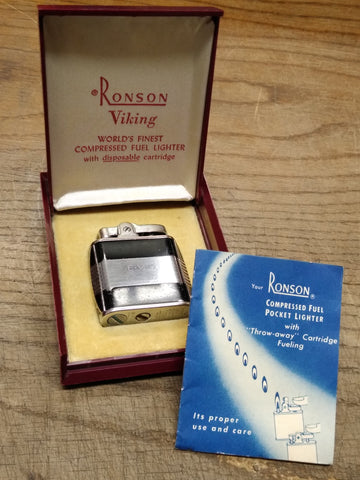 ® RONSON
Viking
WORLD'S FINEST
COMPRESSED FUEL LIGHTER
with disposable cartridge
Your RONSON ®
COMPRESSED FUEL
POCKET LIGHTER
with
"Throw-away" Cartridge
Fueling
Its proper
use and care